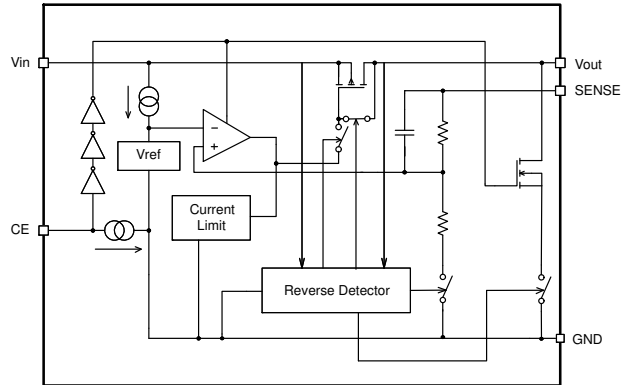 Vin
Vout
SENSE
−
+
Vref
CE
Current
Limit
Reverse Detector
GND